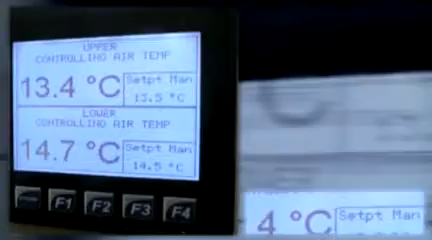 UPPER
CONTROLLING AIR TEMP
13.4 °C
Setpt Man
13.5 °C
LOWER
CONTROLLING AIR TEMP
14.7 °C
Setpt Man
14.5 °C
F1 F2 F3 F4
4 °C
Setpt Man